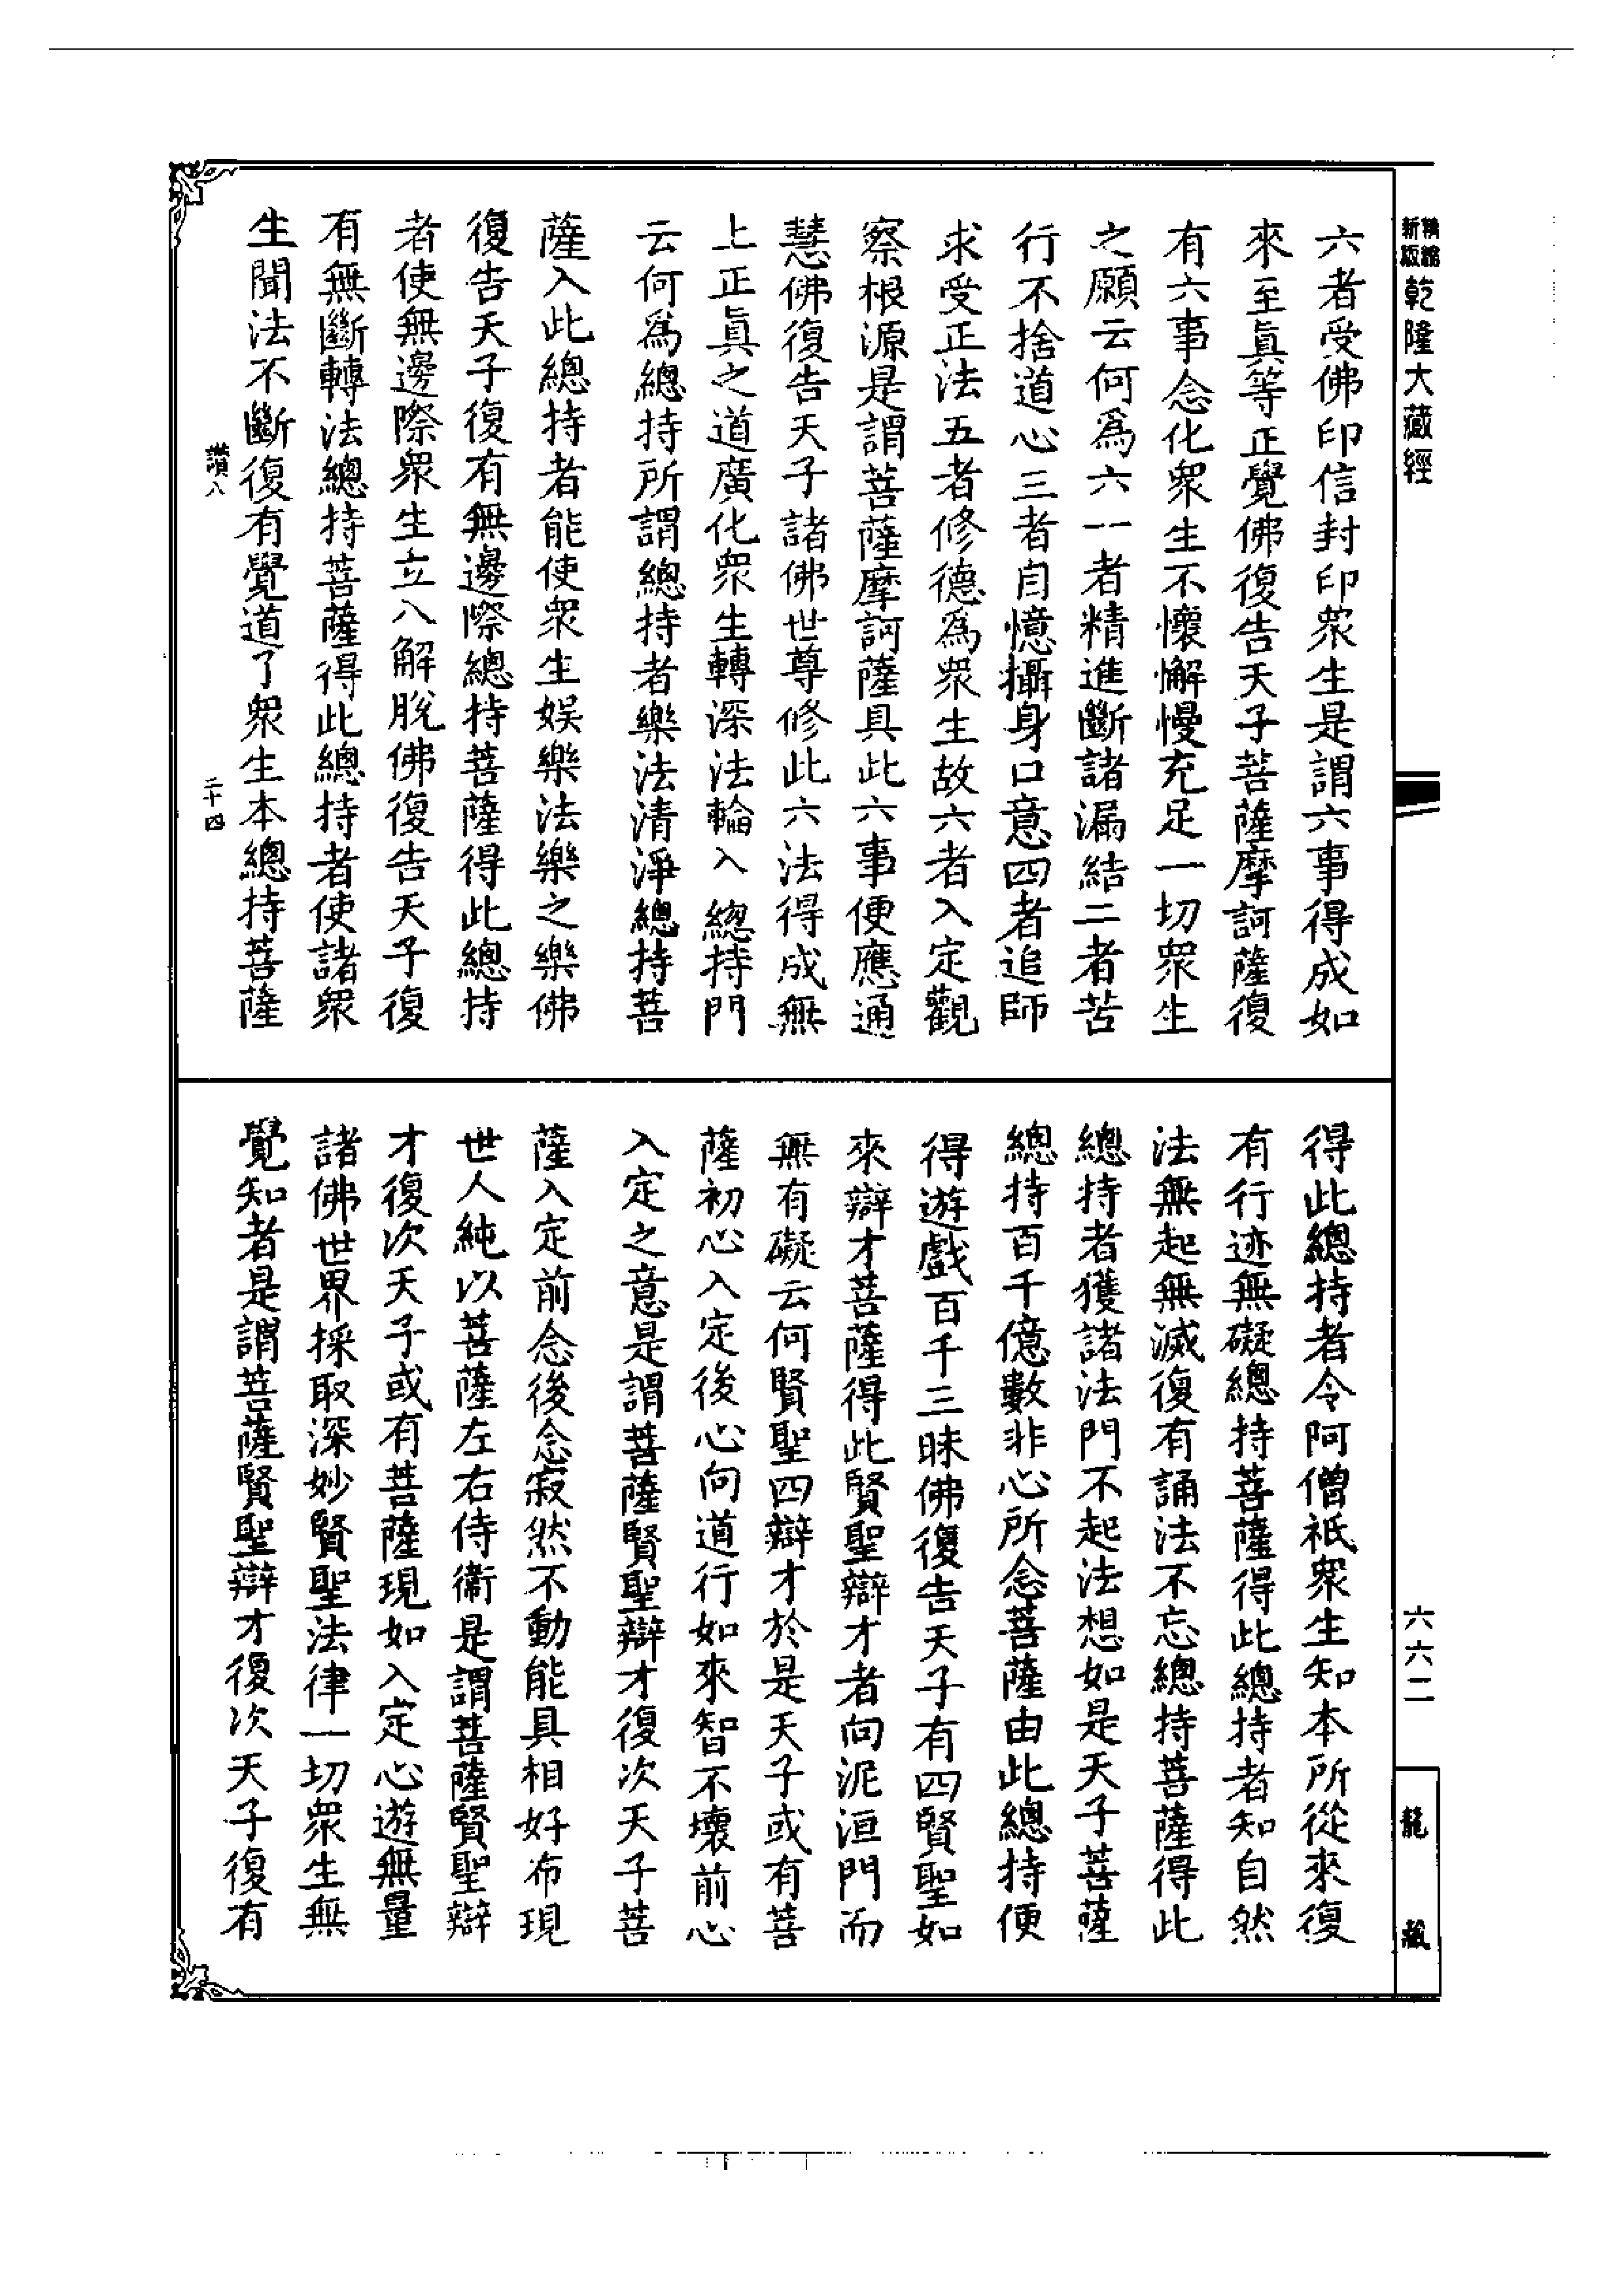 精縮新版乾隆大藏經
六者受佛印信封印衆生是謂六事得成如
來至眞等正覺佛復告天子菩薩摩訶薩復
有六事念化衆生不懷懈慢充足一切衆生
之願云何爲六一者精進斷諸漏結二者苦
行不捨道心三者自憶攝身口意四者追師
求受正法五者修德爲衆生故六者入定觀
察根源是謂菩薩摩訶薩具此六事便應通
慧佛復告天子諸佛世尊修此六法得成無
上正眞之道廣化衆生轉深法輪入總持門
云何爲總持所謂總持者樂法清淨總持菩
薩入此總持者能使衆生娛樂法樂之樂佛
復告天子復有無邊際總持菩薩得此總持
者使無邊際衆生立八解脫佛復告天子復
有無斷轉法總持菩薩得此總持者使諸衆
生聞法不斷復有覺道了衆生本總持菩薩
讚八 二十四
得此總持者令阿僧祇衆生知本所從來復
有行迹無礙總持菩薩得此總持者知自然
法無起無滅復有誦法不忘總持菩薩得此
總持者獲諸法門不起法想如是天子菩薩
總持百千億數非心所念菩薩由此總持便
得遊戲百千三昧佛復告天子有四賢聖如
來辯才菩薩得此賢聖辯才者向泥洹門而
無有礙云何賢聖四辯才於是天子或有菩
薩初心入定後心向道行如來智不壞前心
入定之意是謂菩薩賢聖辯才復次天子菩
薩入定前念後念寂然不動能具相好布現
世人純以菩薩左右侍衞是謂菩薩賢聖辯
才復次天子或有菩薩現如入定心遊無量
諸佛世界採取深妙賢聖法律一切衆生無
覺知者是謂菩薩賢聖辯才復次天子復有
六六二
龍藏